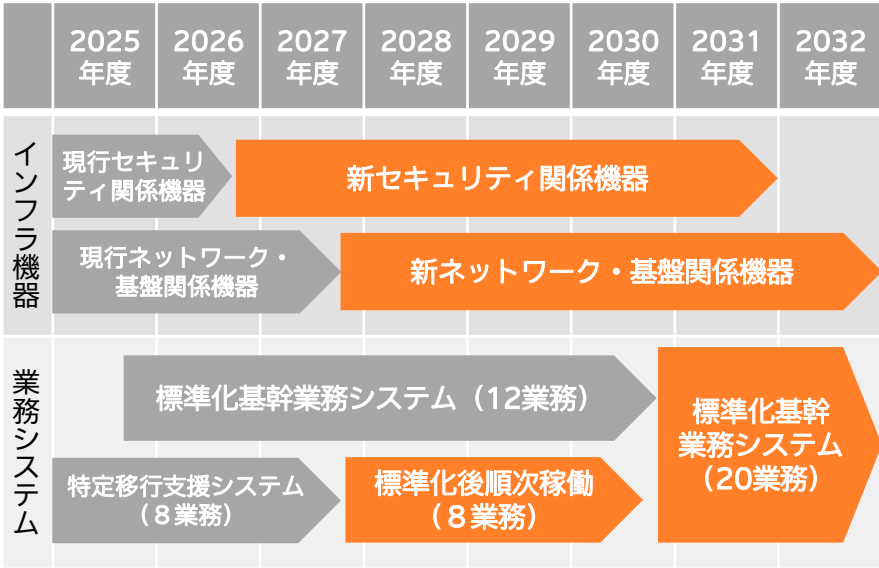 2025
年度
2026
年度
2027
年度
2028
年度
2029
年度
2030
年度
2031
年度
2032
年度
インフラ機器
現行セキュリ
ティ関係機器
新セキュリティ関係機器
現行ネットワーク・
基盤関係機器
新ネットワーク・基盤関係機器
業務システム
標準化基幹業務システム（12業務）
標準化基幹
業務システム
（20業務）
特定移行支援システム
（８業務）
標準化後順次稼働
（８業務）